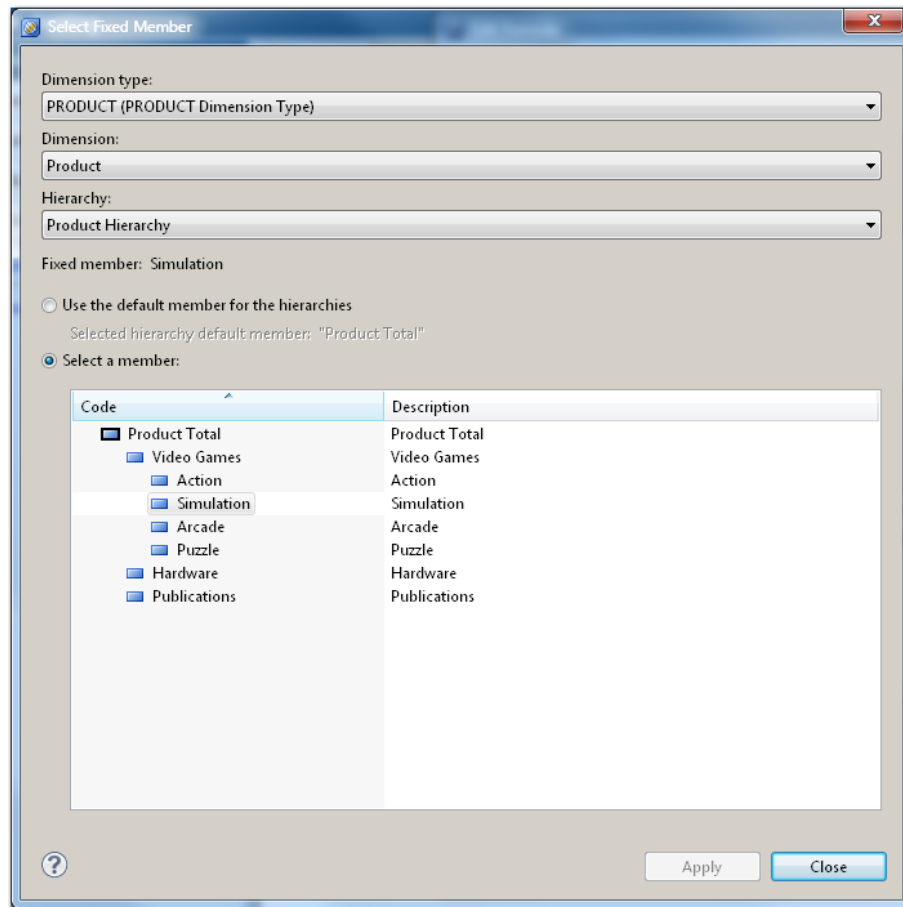 Select Fixed Member
Dimension type:
PRODUCT (PRODUCT Dimension Type)
Dimension:
Product
Hierarchy:
Product Hierarchy
Fixed member: Simulation
Use the default member for the hierarchies
Selected hierarchy default member: "Product Total"
Select a member:
Code Description
Product Total Product Total
Video Games Video Games
Action Action
Simulation Simulation
Arcade Arcade
Puzzle Puzzle
Hardware Hardware
Publications Publications
? Apply Close